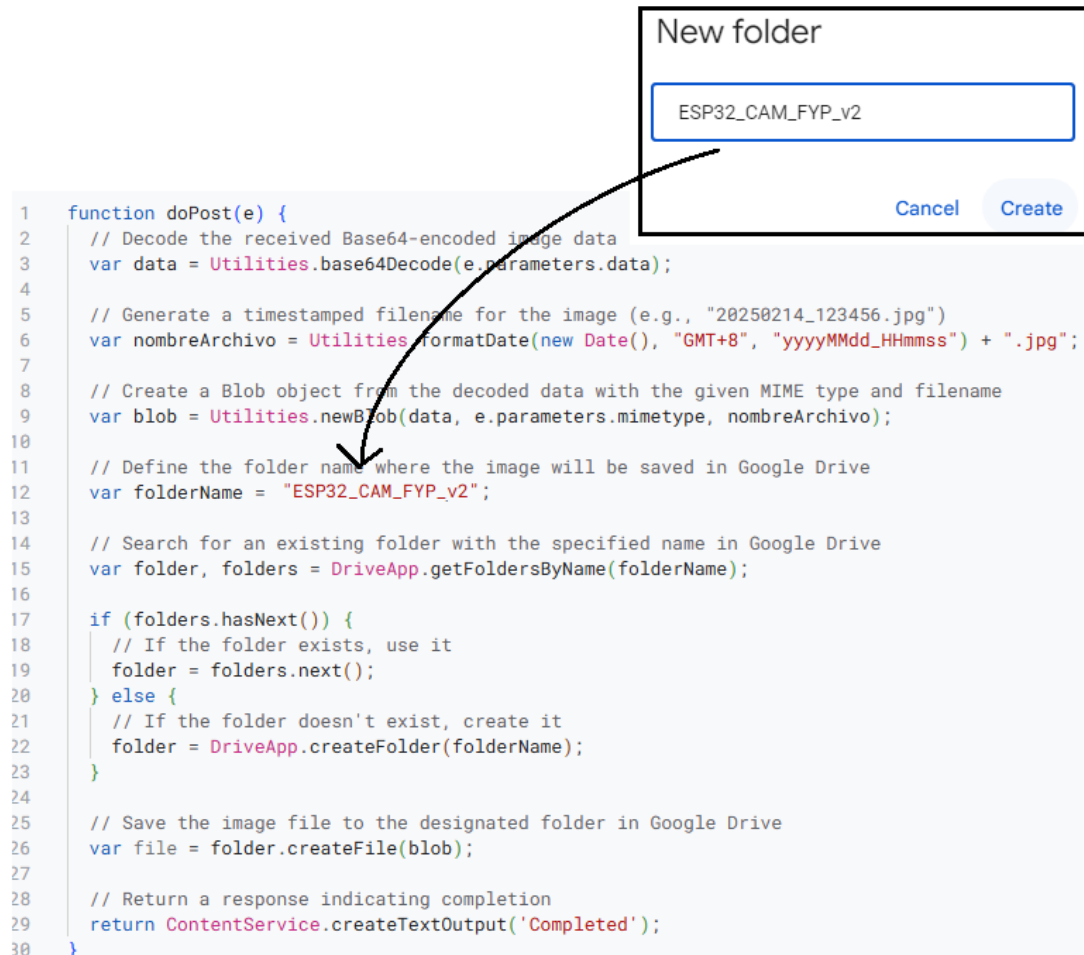 New folder
ESP32_CAM_FYP_v2
Cancel Create
1 function doPost(e) {
2 // Decode the received Base64-encoded image data
3 var data = Utilities.base64Decode(e.parameters.data);
4
5 // Generate a timestamped filename for the image (e.g., "20250214_123456.jpg")
6 var nombreArchivo = Utilities.formatDate(new Date(), "GMT+8", "yyyyMMdd_HHmmss") + ".jpg";
7
8 // Create a Blob object from the decoded data with the given MIME type and filename
9 var blob = Utilities.newBlob(data, e.parameters.mimetype, nombreArchivo);
10
11 // Define the folder name where the image will be saved in Google Drive
12 var folderName = "ESP32_CAM_FYP_v2";
13
14 // Search for an existing folder with the specified name in Google Drive
15 var folder, folders = DriveApp.getFoldersByName(folderName);
16
17 if (folders.hasNext()) {
18 // If the folder exists, use it
19 folder = folders.next();
20 } else {
21 // If the folder doesn't exist, create it
22 folder = DriveApp.createFolder(folderName);
23 }
24
25 // Save the image file to the designated folder in Google Drive
26 var file = folder.createFile(blob);
27
28 // Return a response indicating completion
29 return ContentService.createTextOutput('Completed');
30 }